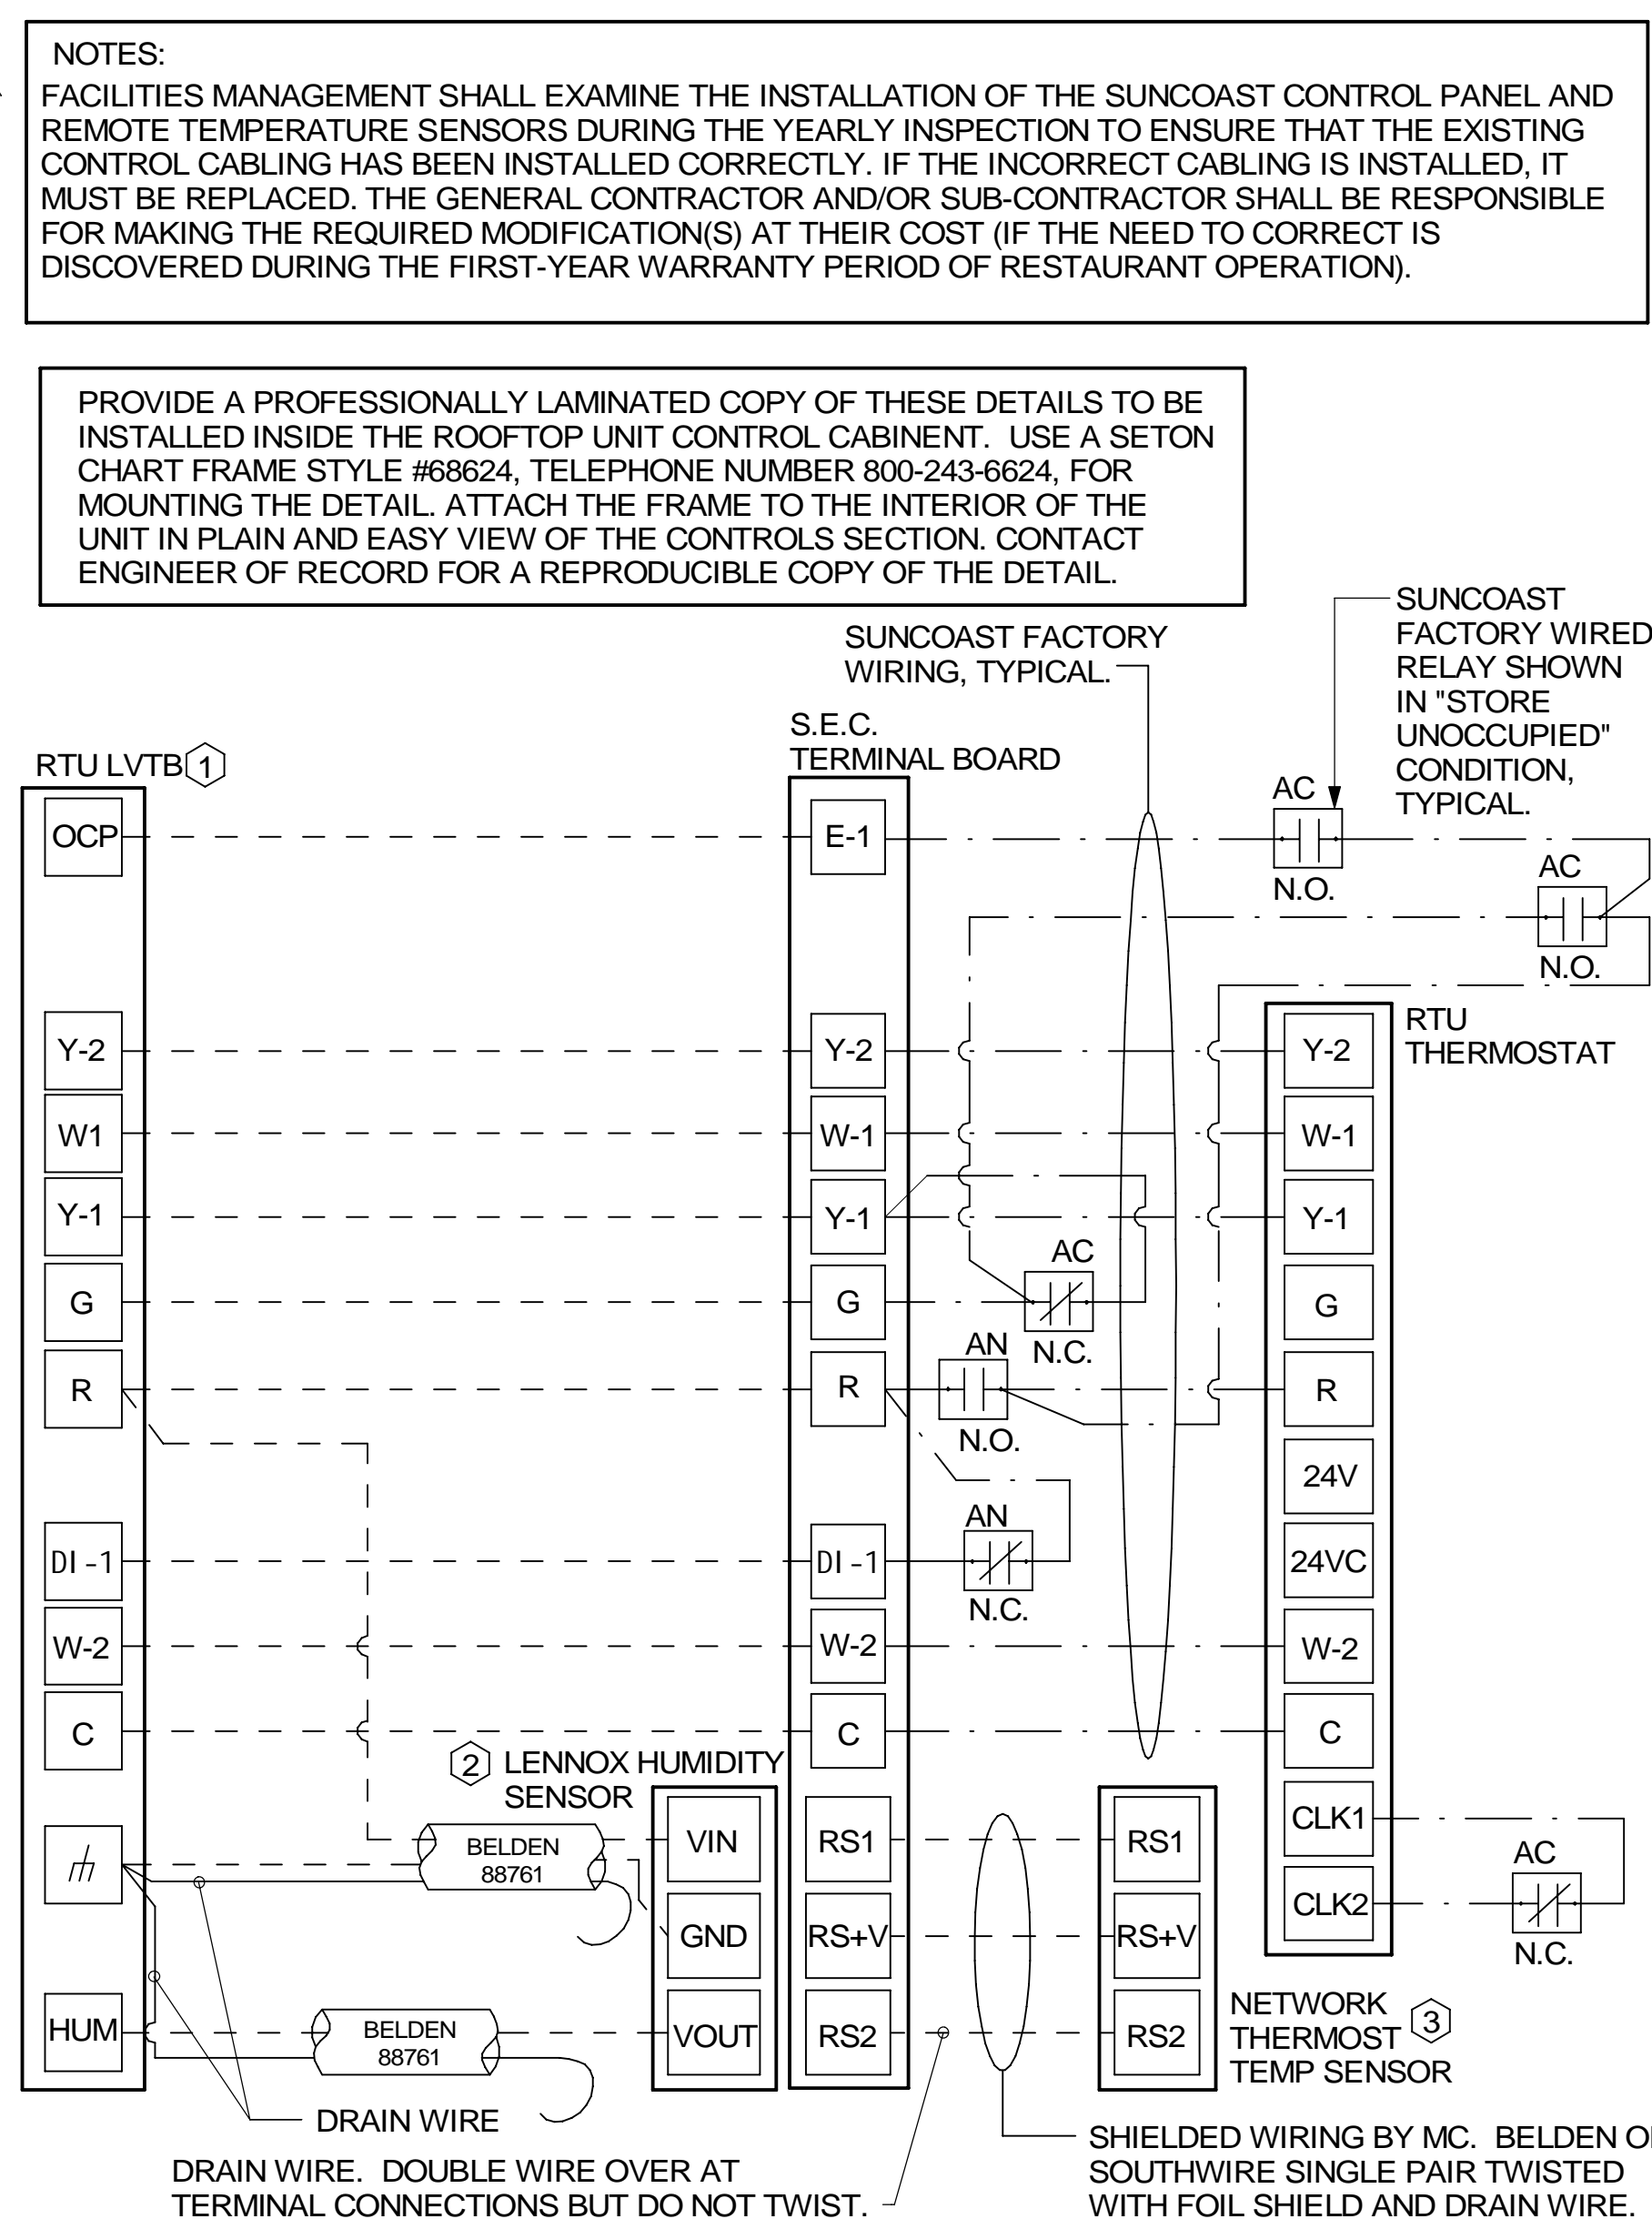 NOTES:
FACILITIES MANAGEMENT SHALL EXAMINE THE INSTALLATION OF THE SUNCOAST CONTROL PANEL AND
REMOTE TEMPERATURE SENSORS DURING THE YEARLY INSPECTION TO ENSURE THAT THE EXISTING
CONTROL CABLING HAS BEEN INSTALLED CORRECTLY. IF THE INCORRECT CABLING IS INSTALLED, IT
MUST BE REPLACED. THE GENERAL CONTRACTOR AND/OR SUB-CONTRACTOR SHALL BE RESPONSIBLE
FOR MAKING THE REQUIRED MODIFICATION(S) AT THEIR COST (IF THE NEED TO CORRECT IS
DISCOVERED DURING THE FIRST-YEAR WARRANTY PERIOD OF RESTAURANT OPERATION).
PROVIDE A PROFESSIONALLY LAMINATED COPY OF THESE DETAILS TO BE
INSTALLED INSIDE THE ROOFTOP UNIT CONTROL CABINENT. USE A SETON
CHART FRAME STYLE #68624, TELEPHONE NUMBER 800-243-6624, FOR
MOUNTING THE DETAIL. ATTACH THE FRAME TO THE INTERIOR OF THE
UNIT IN PLAIN AND EASY VIEW OF THE CONTROLS SECTION. CONTACT
ENGINEER OF RECORD FOR A REPRODUCIBLE COPY OF THE DETAIL.
SUNCOAST FACTORY
WIRING, TYPICAL.
SUNCOAST
FACTORY WIRED
RELAY SHOWN
IN "STORE
UNOCCUPIED"
CONDITION,
TYPICAL.
RTU LVTB 1
OCP
Y-2
W1
Y-1
G
R
DI-1
W-2
C
HUM
S.E.C.
TERMINAL BOARD
E-1
Y-2
W-1
Y-1
G
R
DI-1
W-2
C
RS1
RS+V
RS2
AC
N.O.
AC
N.O.
AC
N.C.
AN
N.O.
AN
N.C.
RTU
THERMOSTAT
Y-2
W-1
Y-1
G
R
24V
24VC
W-2
C
CLK1
CLK2
AC
N.C.
2 LENNOX HUMIDITY
SENSOR
VIN
GND
VOUT
BELDEN
88761
BELDEN
88761
RS1
RS+V
RS2
NETWORK
THERMOST 3
TEMP SENSOR
DRAIN WIRE
DRAIN WIRE. DOUBLE WIRE OVER AT
TERMINAL CONNECTIONS BUT DO NOT TWIST.
SHIELDED WIRING BY MC. BELDEN
SOUTHWIRE SINGLE PAIR TWISTED
WITH FOIL SHIELD AND DRAIN WIRE.